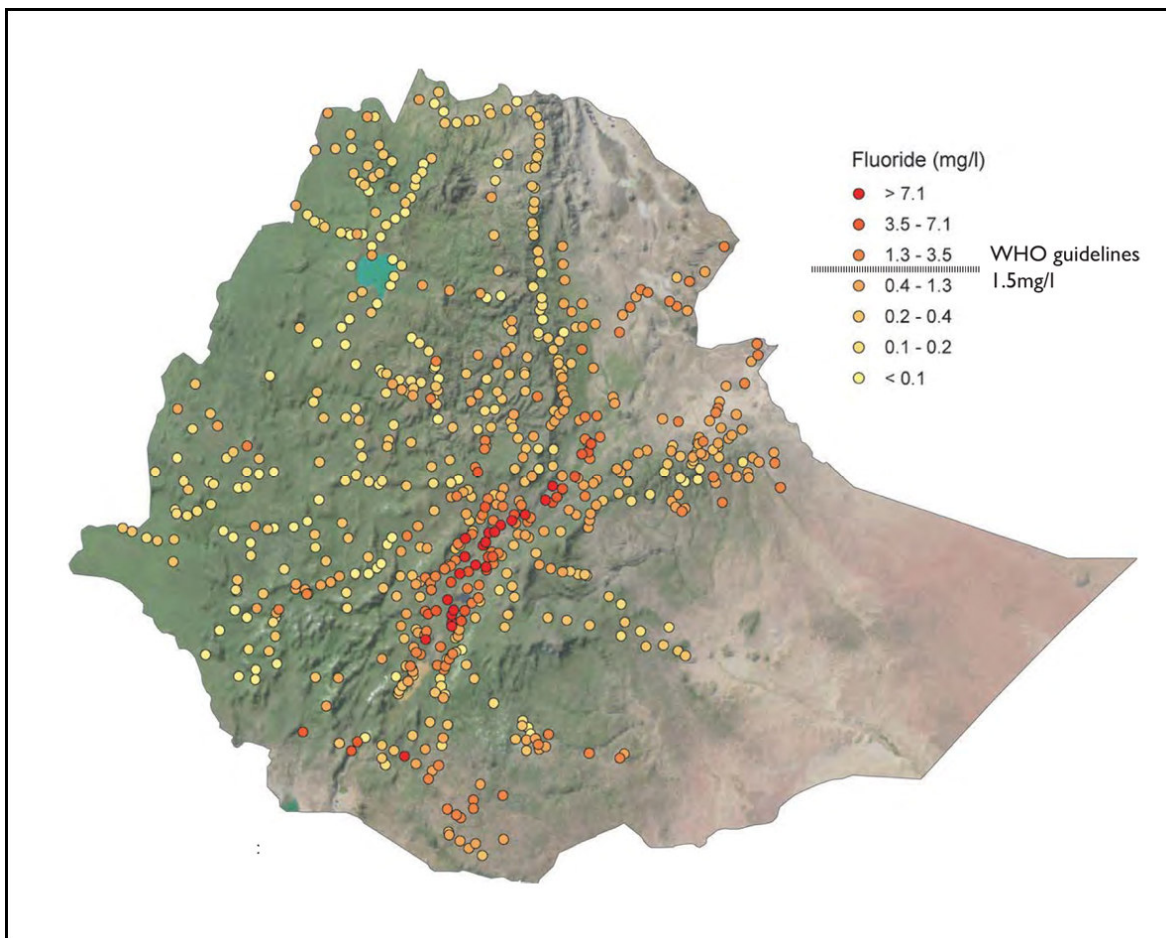 Fluoride (mg/l)
> 7.1
3.5 - 7.1
1.3 - 3.5
WHO guidelines
1.5mg/l
0.4 - 1.3
0.2 - 0.4
0.1 - 0.2
< 0.1
: